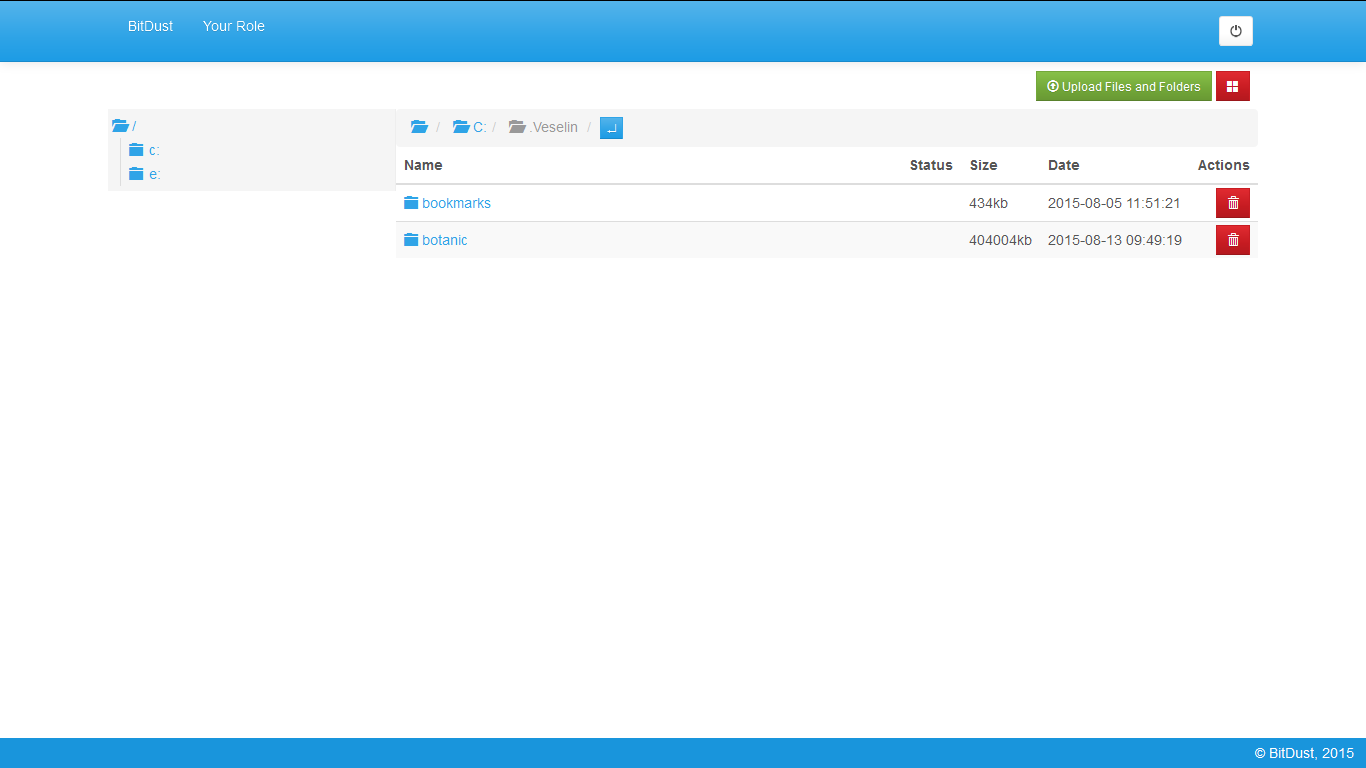 BitDust Your Role
Upload Files and Folders
/
c:
e:
/ C: / .Veselin /
Name Status Size Date Actions
bookmarks 434kb 2015-08-05 11:51:21
botanic 404004kb 2015-08-13 09:49:19
© BitDust, 2015